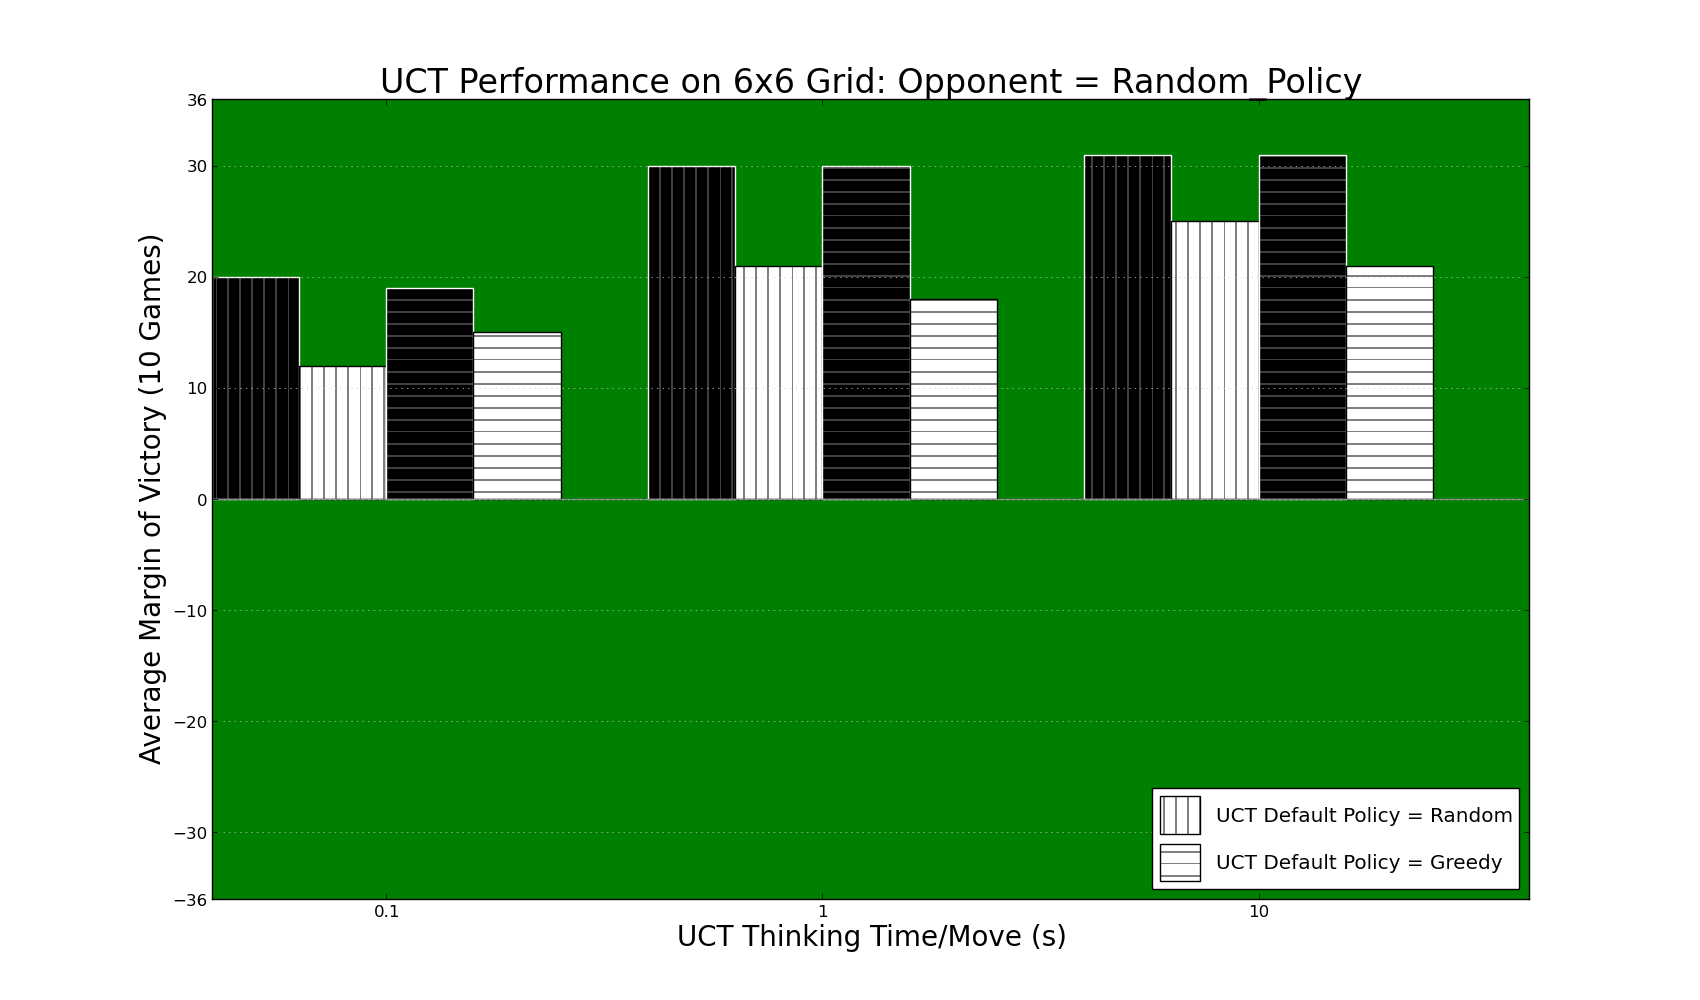 UCT Performance on 6x6 Grid: Opponent = Random_Policy
36
30
20
10
0
−10
−20
−30
−36
Average Margin of Victory (10 Games)
UCT Default Policy = Random
UCT Default Policy = Greedy
0.1 1 10
UCT Thinking Time/Move (s)